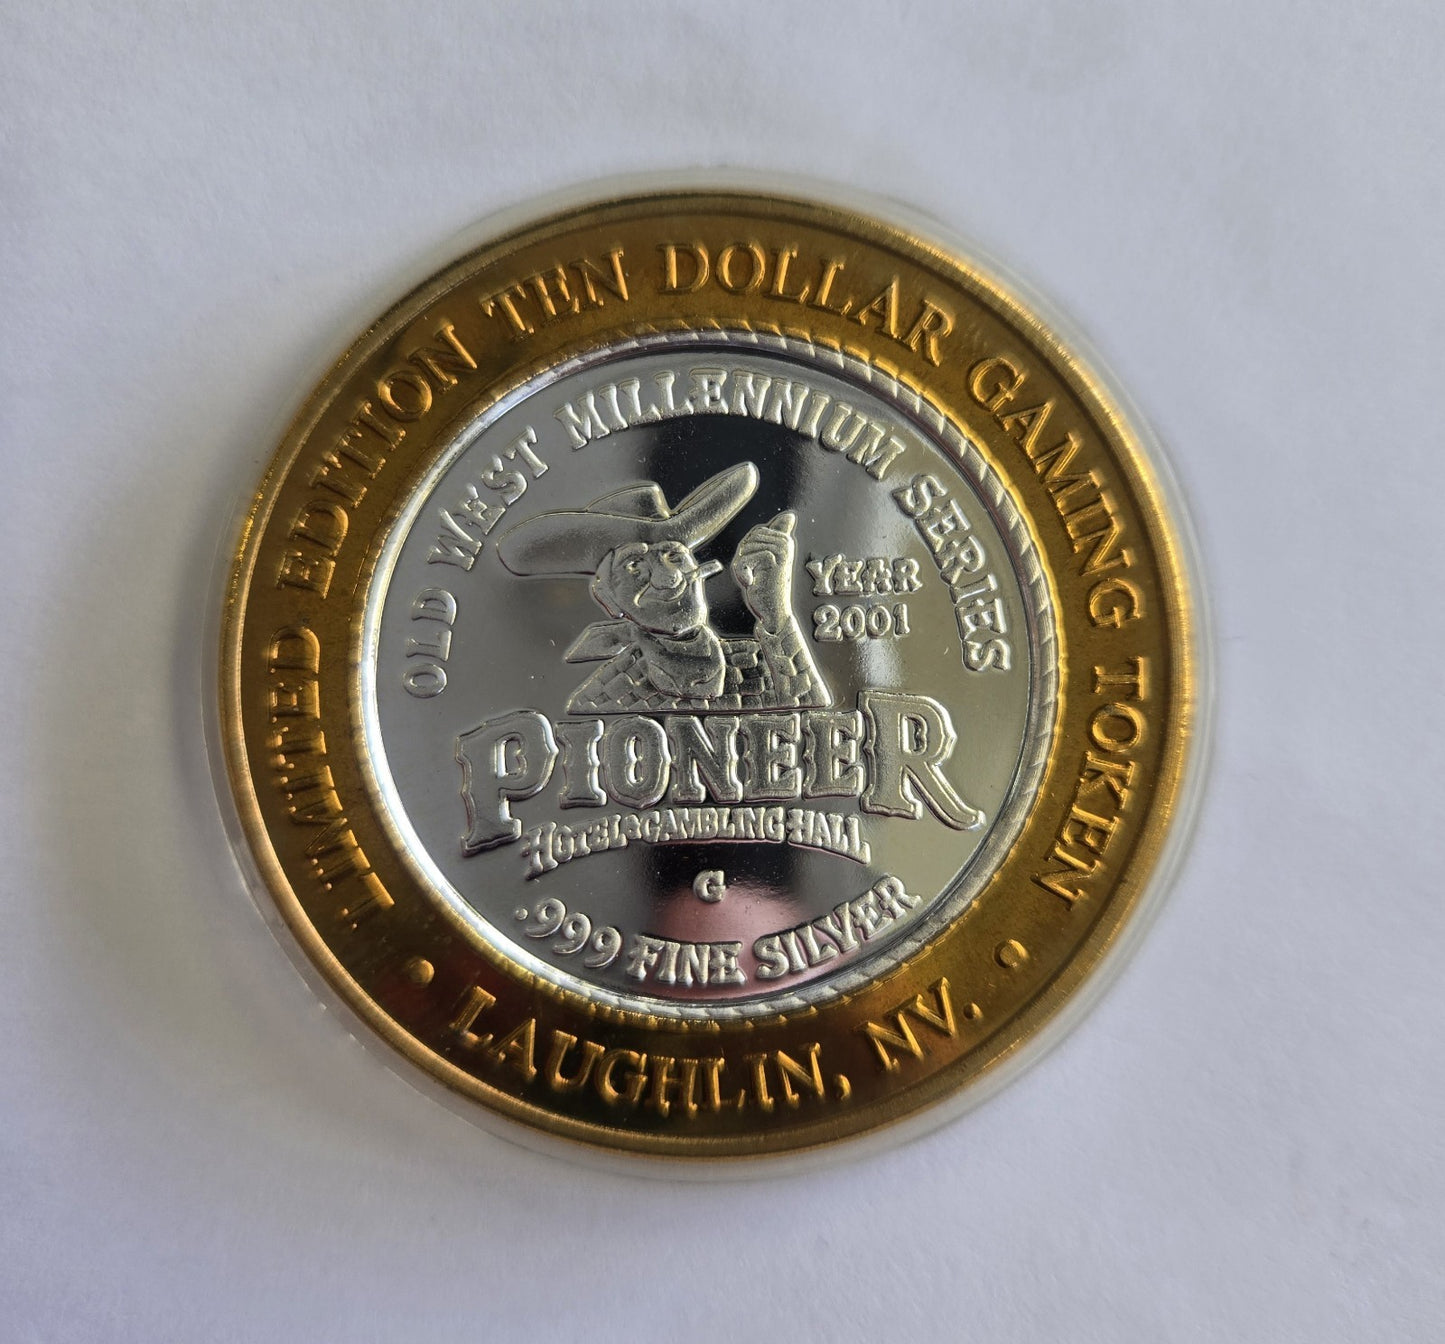 LIMITED EDITION TEN DOLLAR GAMING TOKEN
OLD WEST MILLENNIUM SERIES
YEAR
2001
PIONEER
HOTEL & GAMBLING HALL
G
.999 FINE SILVER
• LAUGHLIN, NV. •